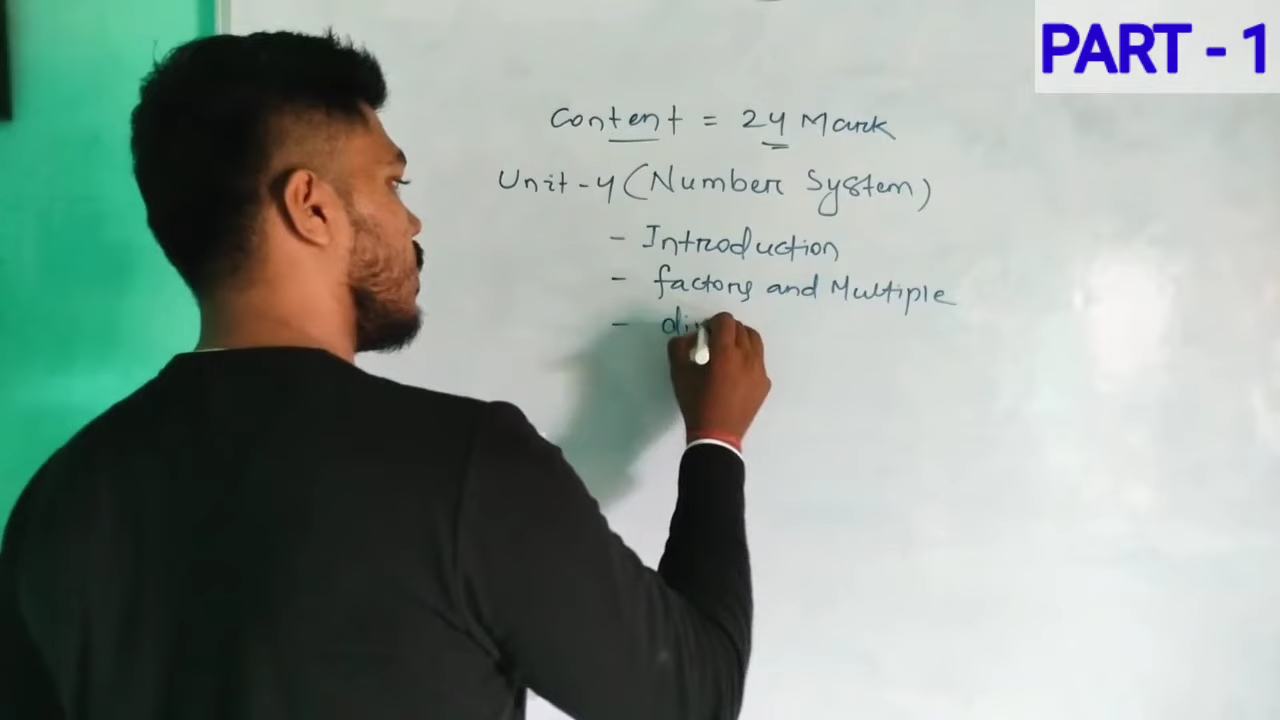 PART - 1
Content = 24 Mark
Unit-4 (Number System)
- Introduction
- factors and Multiple
-